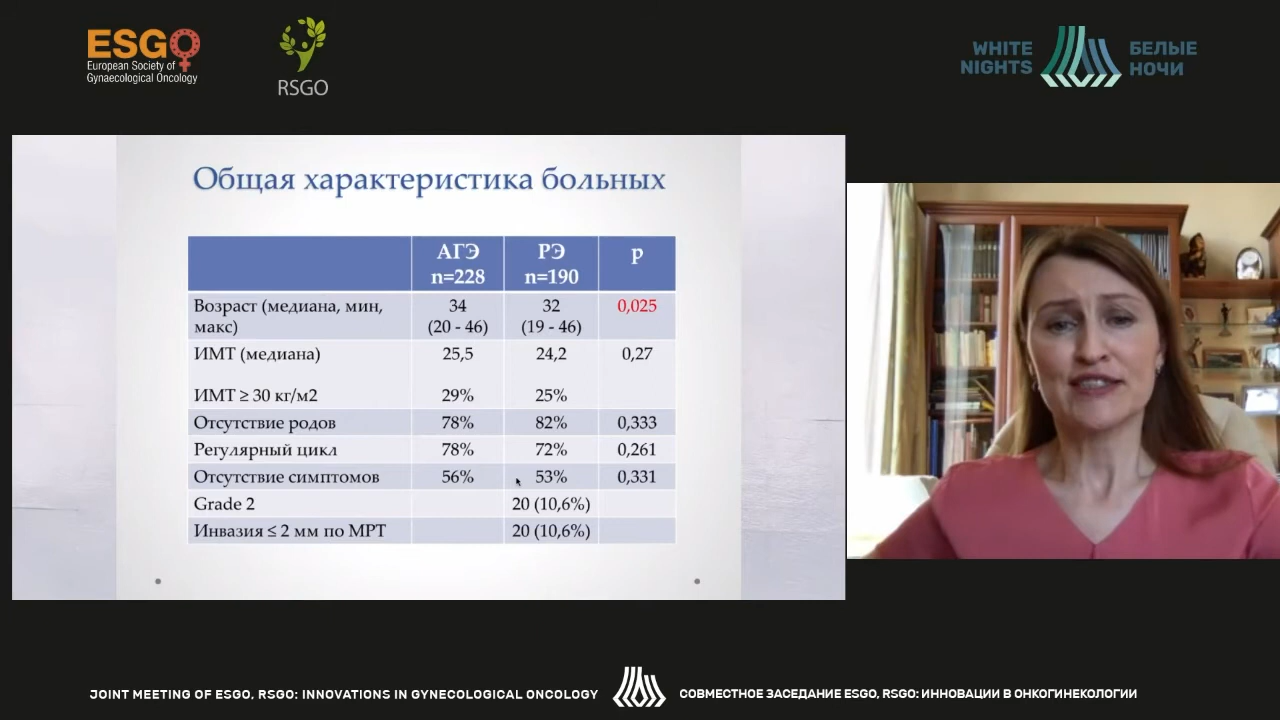 ESGO
European Society of
Gynaecological Oncology
RSGO
WHITE
NIGHTS
БЕЛЫЕ
НОЧИ
Общая характеристика больных
АГЭ
n=228
РЭ
n=190
p
Возраст (медиана, мин,
макс)
34
(20 - 46)
32
(19 - 46)
0,025
ИМТ (медиана)
25,5
24,2
0,27
ИМТ ≥ 30 кг/м2
29%
25%
Отсутствие родов
78%
82%
0,333
Регулярный цикл
78%
72%
0,261
Отсутствие симптомов
56%
53%
0,331
Grade 2
20 (10,6%)
Инвазия ≤ 2 мм по МРТ
20 (10,6%)
JOINT MEETING OF ESGO, RSGO: INNOVATIONS IN GYNECOLOGICAL ONCOLOGY
СОВМЕСТНОЕ ЗАСЕДАНИЕ ESGO, RSGO: ИННОВАЦИИ В ОНКОГИНЕКОЛОГИИ